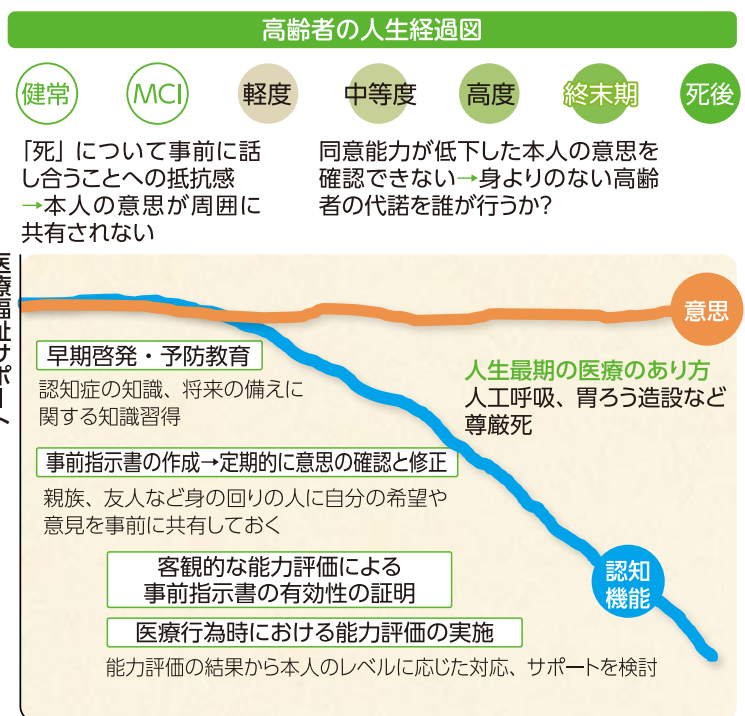 高齢者の人生経過図
健常
MCI
軽度
中等度
高度
終末期
死後
「死」について事前に話
し合うことへの抵抗感
→本人の意思が周囲に
共有されない
同意能力が低下した本人の意思を
確認できない→身よりのない高齢
者の代諾を誰が行うか?
医療福祉サポート
意思
早期啓発・予防教育
認知症の知識、将来の備えに
関する知識習得
人生最期の医療のあり方
人工呼吸、胃ろう造設など
尊厳死
事前指示書の作成→定期的に意思の確認と修正
親族、友人など身の回りの人に自分の希望や
意見を事前に共有しておく
客観的な能力評価による
事前指示書の有効性の証明
認知
機能
医療行為時における能力評価の実施
能力評価の結果から本人のレベルに応じた対応、サポートを検討